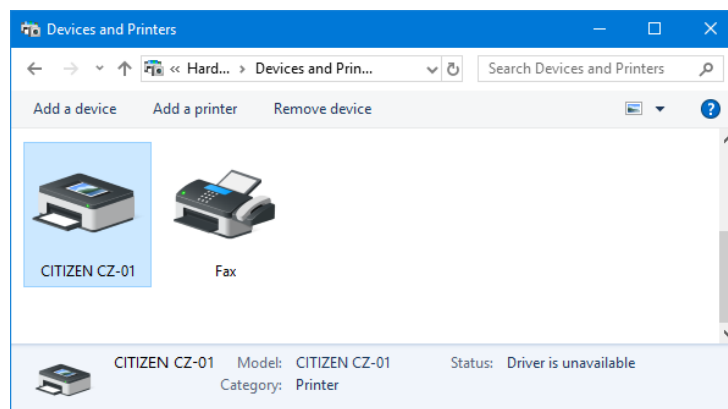 Devices and Printers
« Hard... › Devices and Prin... Search Devices and Printers
Add a device Add a printer Remove device ?
CITIZEN CZ-01 Fax
CITIZEN CZ-01 Model: CITIZEN CZ-01 Status: Driver is unavailable
Category: Printer